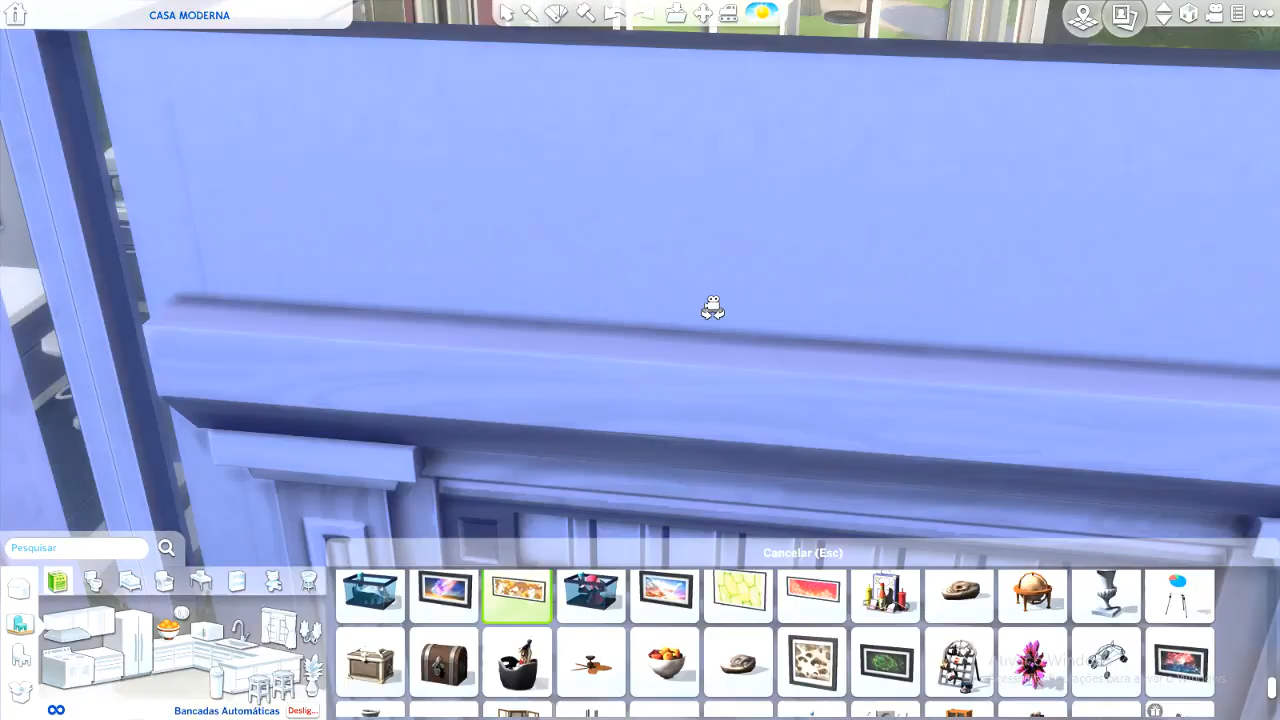 CASA MODERNA
Cancelar (Esc)
Pesquisar
Bancadas Automáticas Deslig...